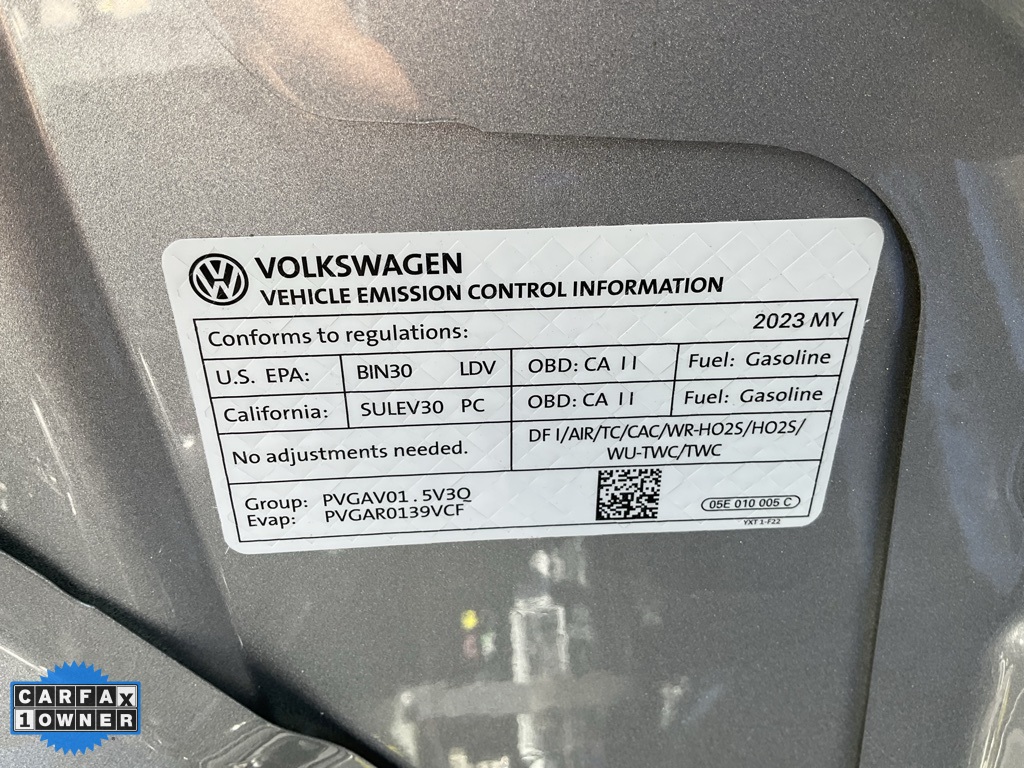 VOLKSWAGEN
VEHICLE EMISSION CONTROL INFORMATION
Conforms to regulations: 2023 MY
U.S. EPA: BIN30 LDV OBD: CA II Fuel: Gasoline
California: SULEV30 PC OBD: CA II Fuel: Gasoline
No adjustments needed. DFI/AIR/TC/CAC/WR-HO2S/HO2S/
WU-TWC/TWC
Group: PVGAV01.5V3Q
Evap: PVGAR0139VCF
05E 010 005 C
YXT 1-F22
CARFAX
1 OWNER